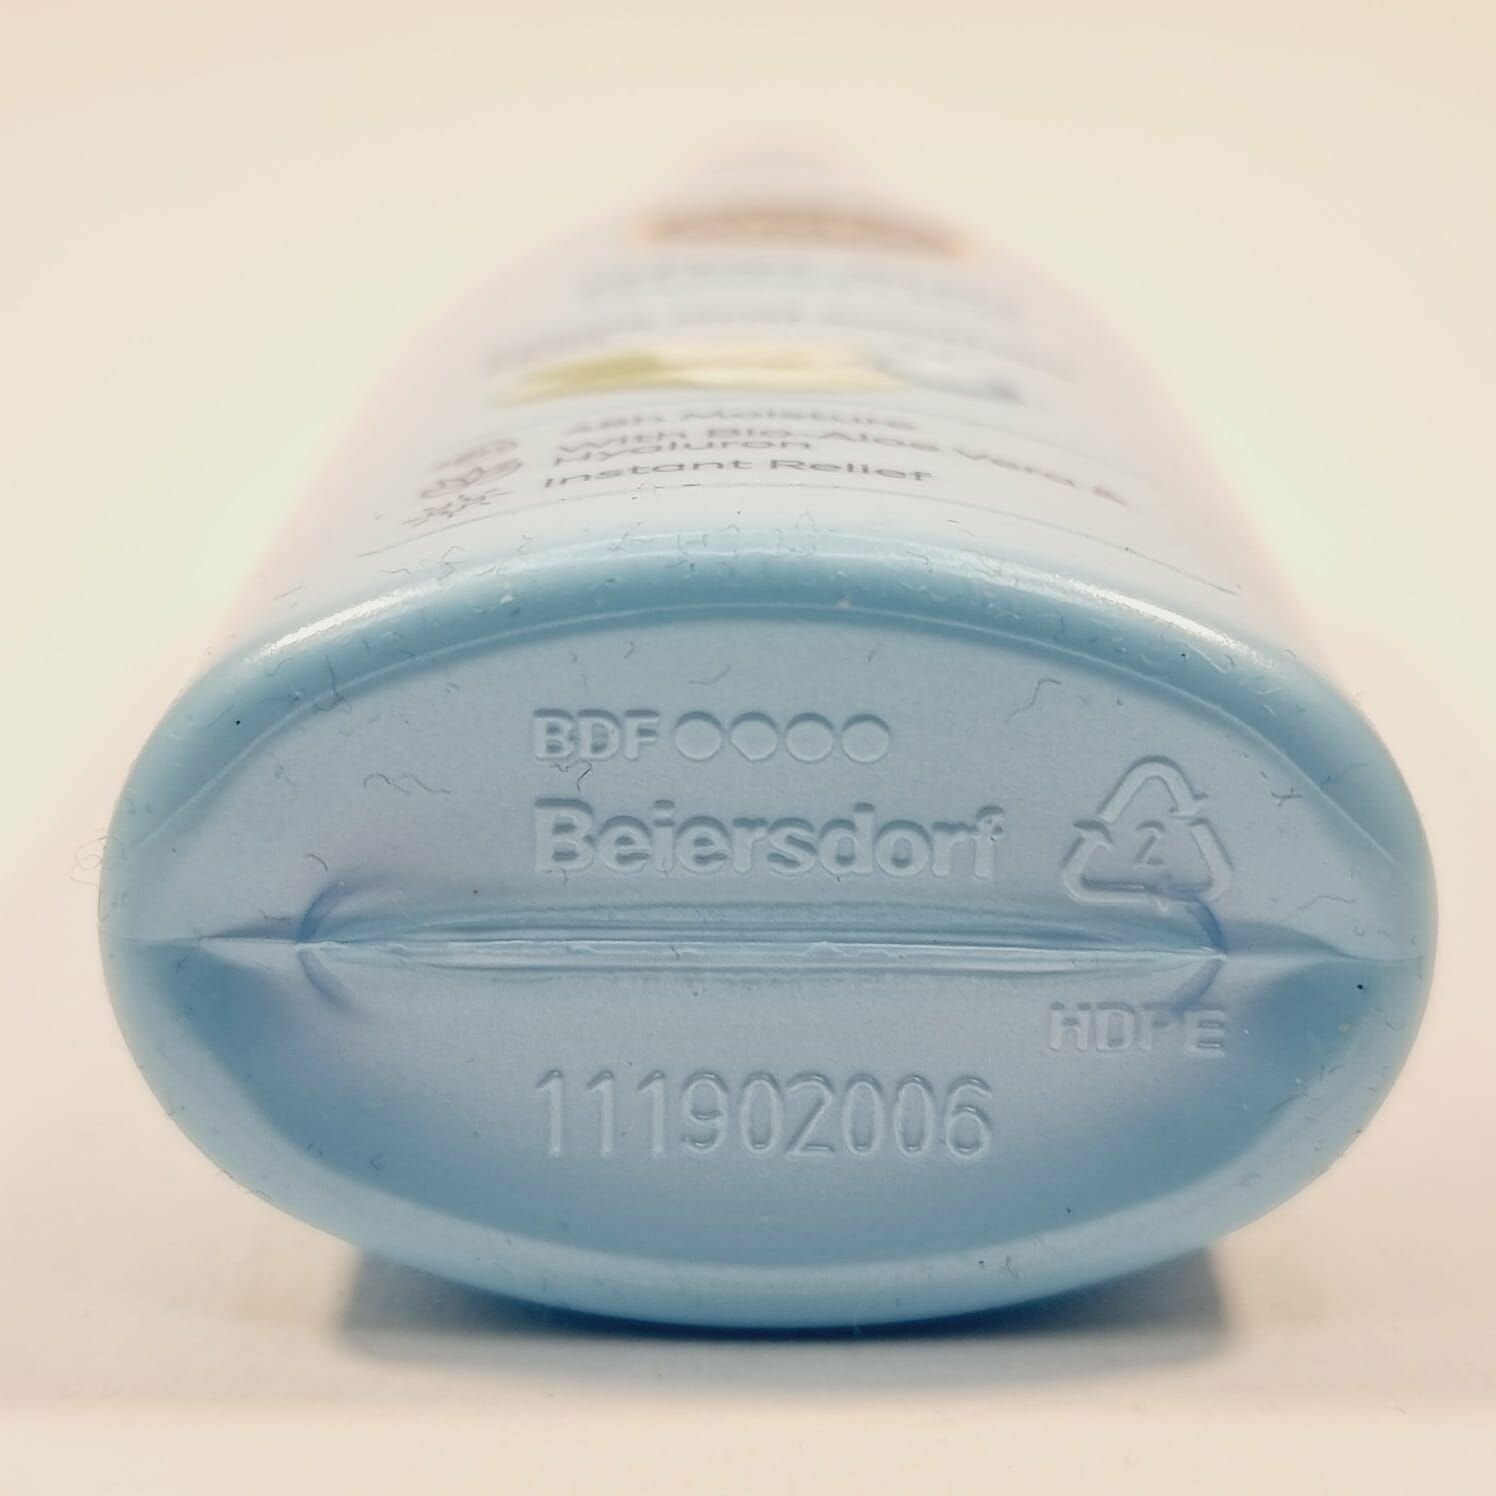 48h Moisture
With Bio-Aloe Vera &
Hyaluron
Instant Relief
BDF
Beiersdorf
2
HDPE
111902006